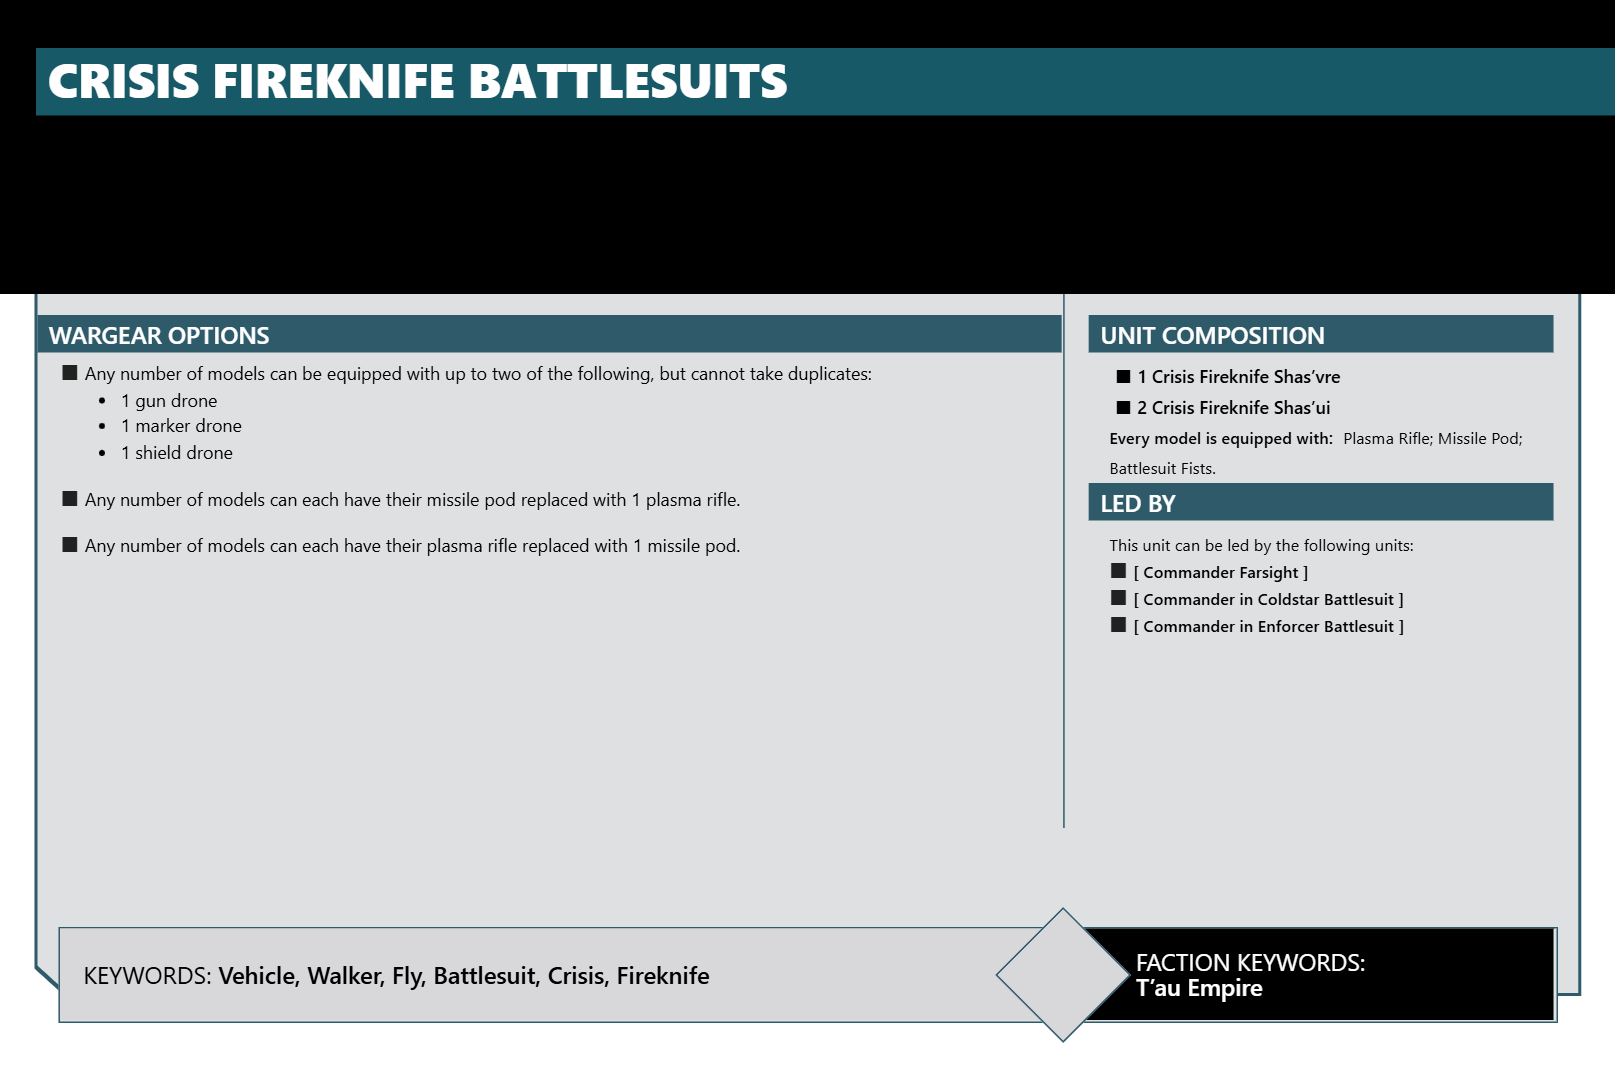 CRISIS FIREKNIFE BATTLESUITS
WARGEAR OPTIONS
Any number of models can be equipped with up to two of the following, but cannot take duplicates:
1 gun drone
1 marker drone
1 shield drone
Any number of models can each have their missile pod replaced with 1 plasma rifle.
Any number of models can each have their plasma rifle replaced with 1 missile pod.
UNIT COMPOSITION
1 Crisis Fireknife Shas’vre
2 Crisis Fireknife Shas’ui
Every model is equipped with: Plasma Rifle; Missile Pod;
Battlesuit Fists.
LED BY
This unit can be led by the following units:
[ Commander Farsight ]
[ Commander in Coldstar Battlesuit ]
[ Commander in Enforcer Battlesuit ]
KEYWORDS: Vehicle, Walker, Fly, Battlesuit, Crisis, Fireknife
FACTION KEYWORDS:
T’au Empire